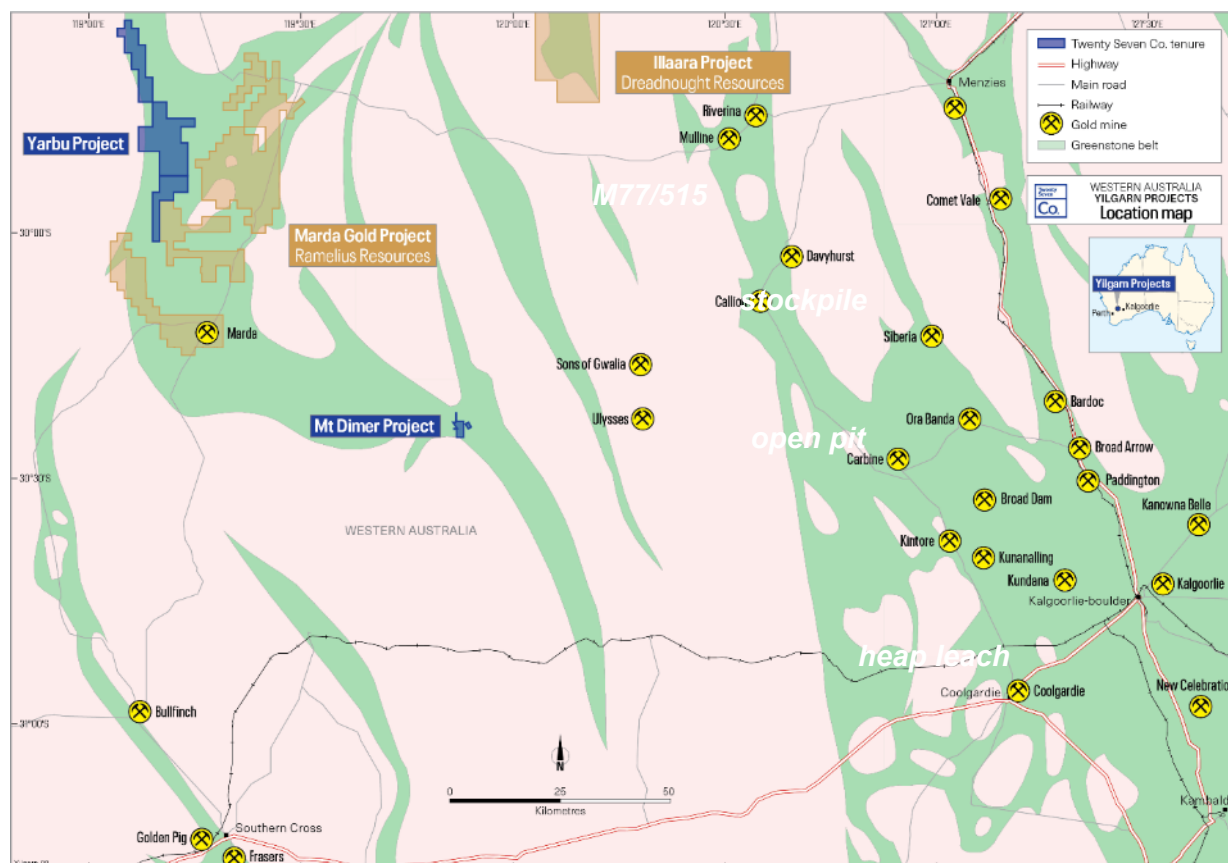 119°00'E
119°30'E
120°00'E
120°30'E
121°00'E
121°30'E
Twenty Seven Co. tenure
Highway
Main road
Railway
Gold mine
Greenstone belt
Twenty Seven
Co.
WESTERN AUSTRALIA
YILGARN PROJECTS
Location map
Yilgarn Projects
Kalgoorlie
Perth
Illaara Project
Dreadnought Resources
Menzies
Riverina
Mulline
Yarbu Project
M77/515
Comet Vale
30°00'S
Marda Gold Project
Ramelius Resources
Davyhurst
stockpile
Marda
Siberia
Sons of Gwalia
Bardoc
Mt Dimer Project
Ulysses
Ora Banda
open pit
Broad Arrow
Carbine
30°30'S
Paddington
Broad Dam
Kanowna Belle
WESTERN AUSTRALIA
Kintore
Kunanalling
Kundana
Kalgoorlie
Kalgoorlie-boulder
heap leach
Coolgardie
Coolgardie
New Celebration
Bullfinch
31°00'S
N
0 25 50
Kilometres
Kambald
Golden Pig
Southern Cross
Frasers